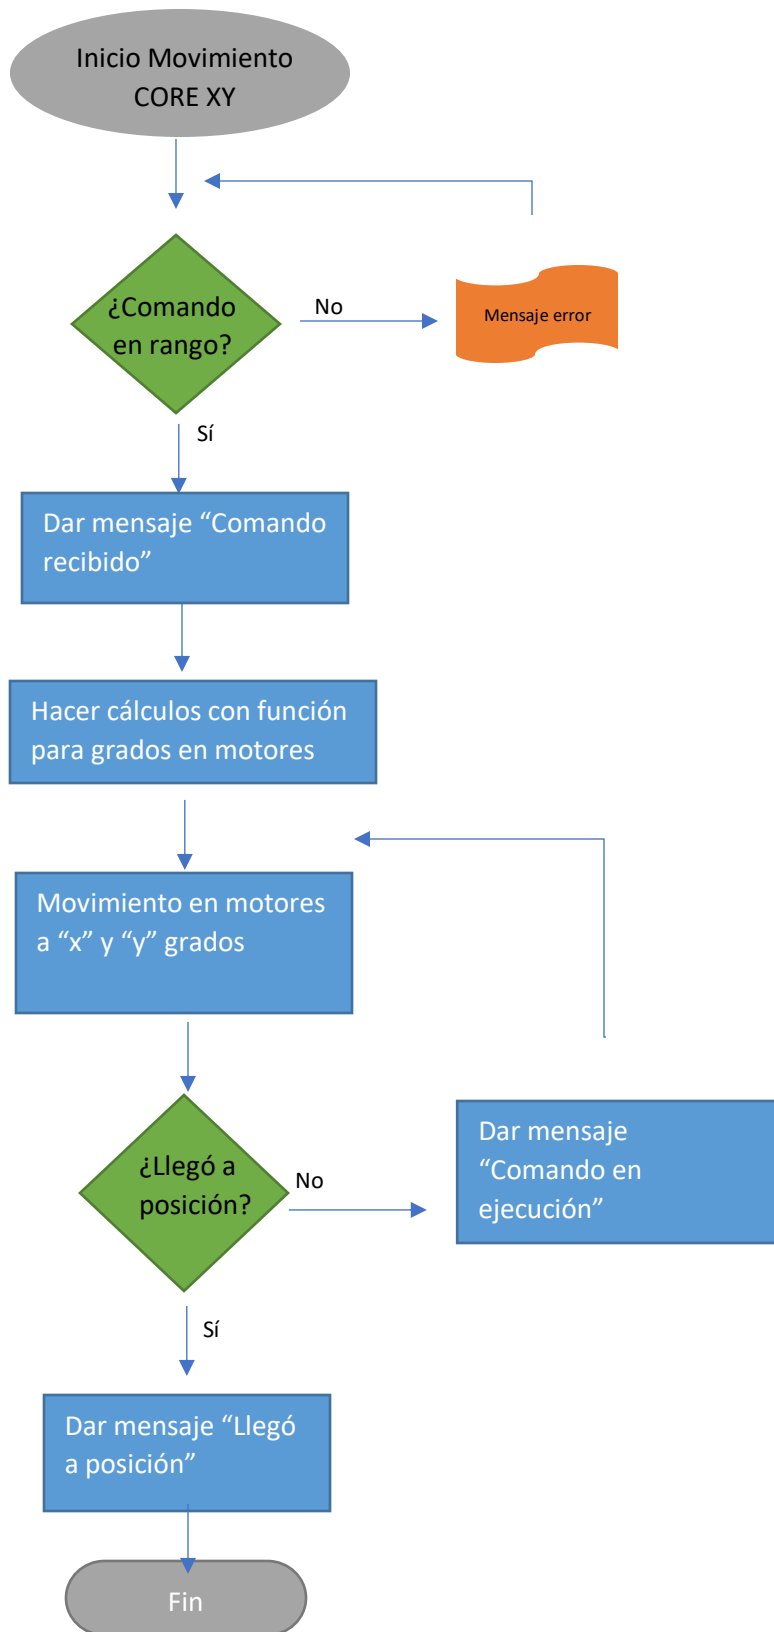 Inicio Movimiento
CORE XY
¿Comando
en rango?
No
Mensaje error
Sí
Dar mensaje “Comando
recibido”
Hacer cálculos con función
para grados en motores
Movimiento en motores
a “x” y “y” grados
¿Llegó a
posición?
No
Dar mensaje
“Comando en
ejecución”
Sí
Dar mensaje “Llegó
a posición”
Fin